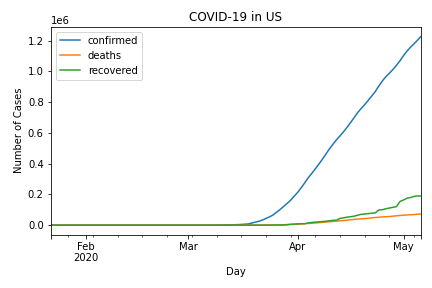 COVID-19 in US
1e6
confirmed
deaths
recovered
1.2
1.0
0.8
0.6
0.4
0.2
0.0
Number of Cases
Feb
2020
Mar
Apr
May
Day